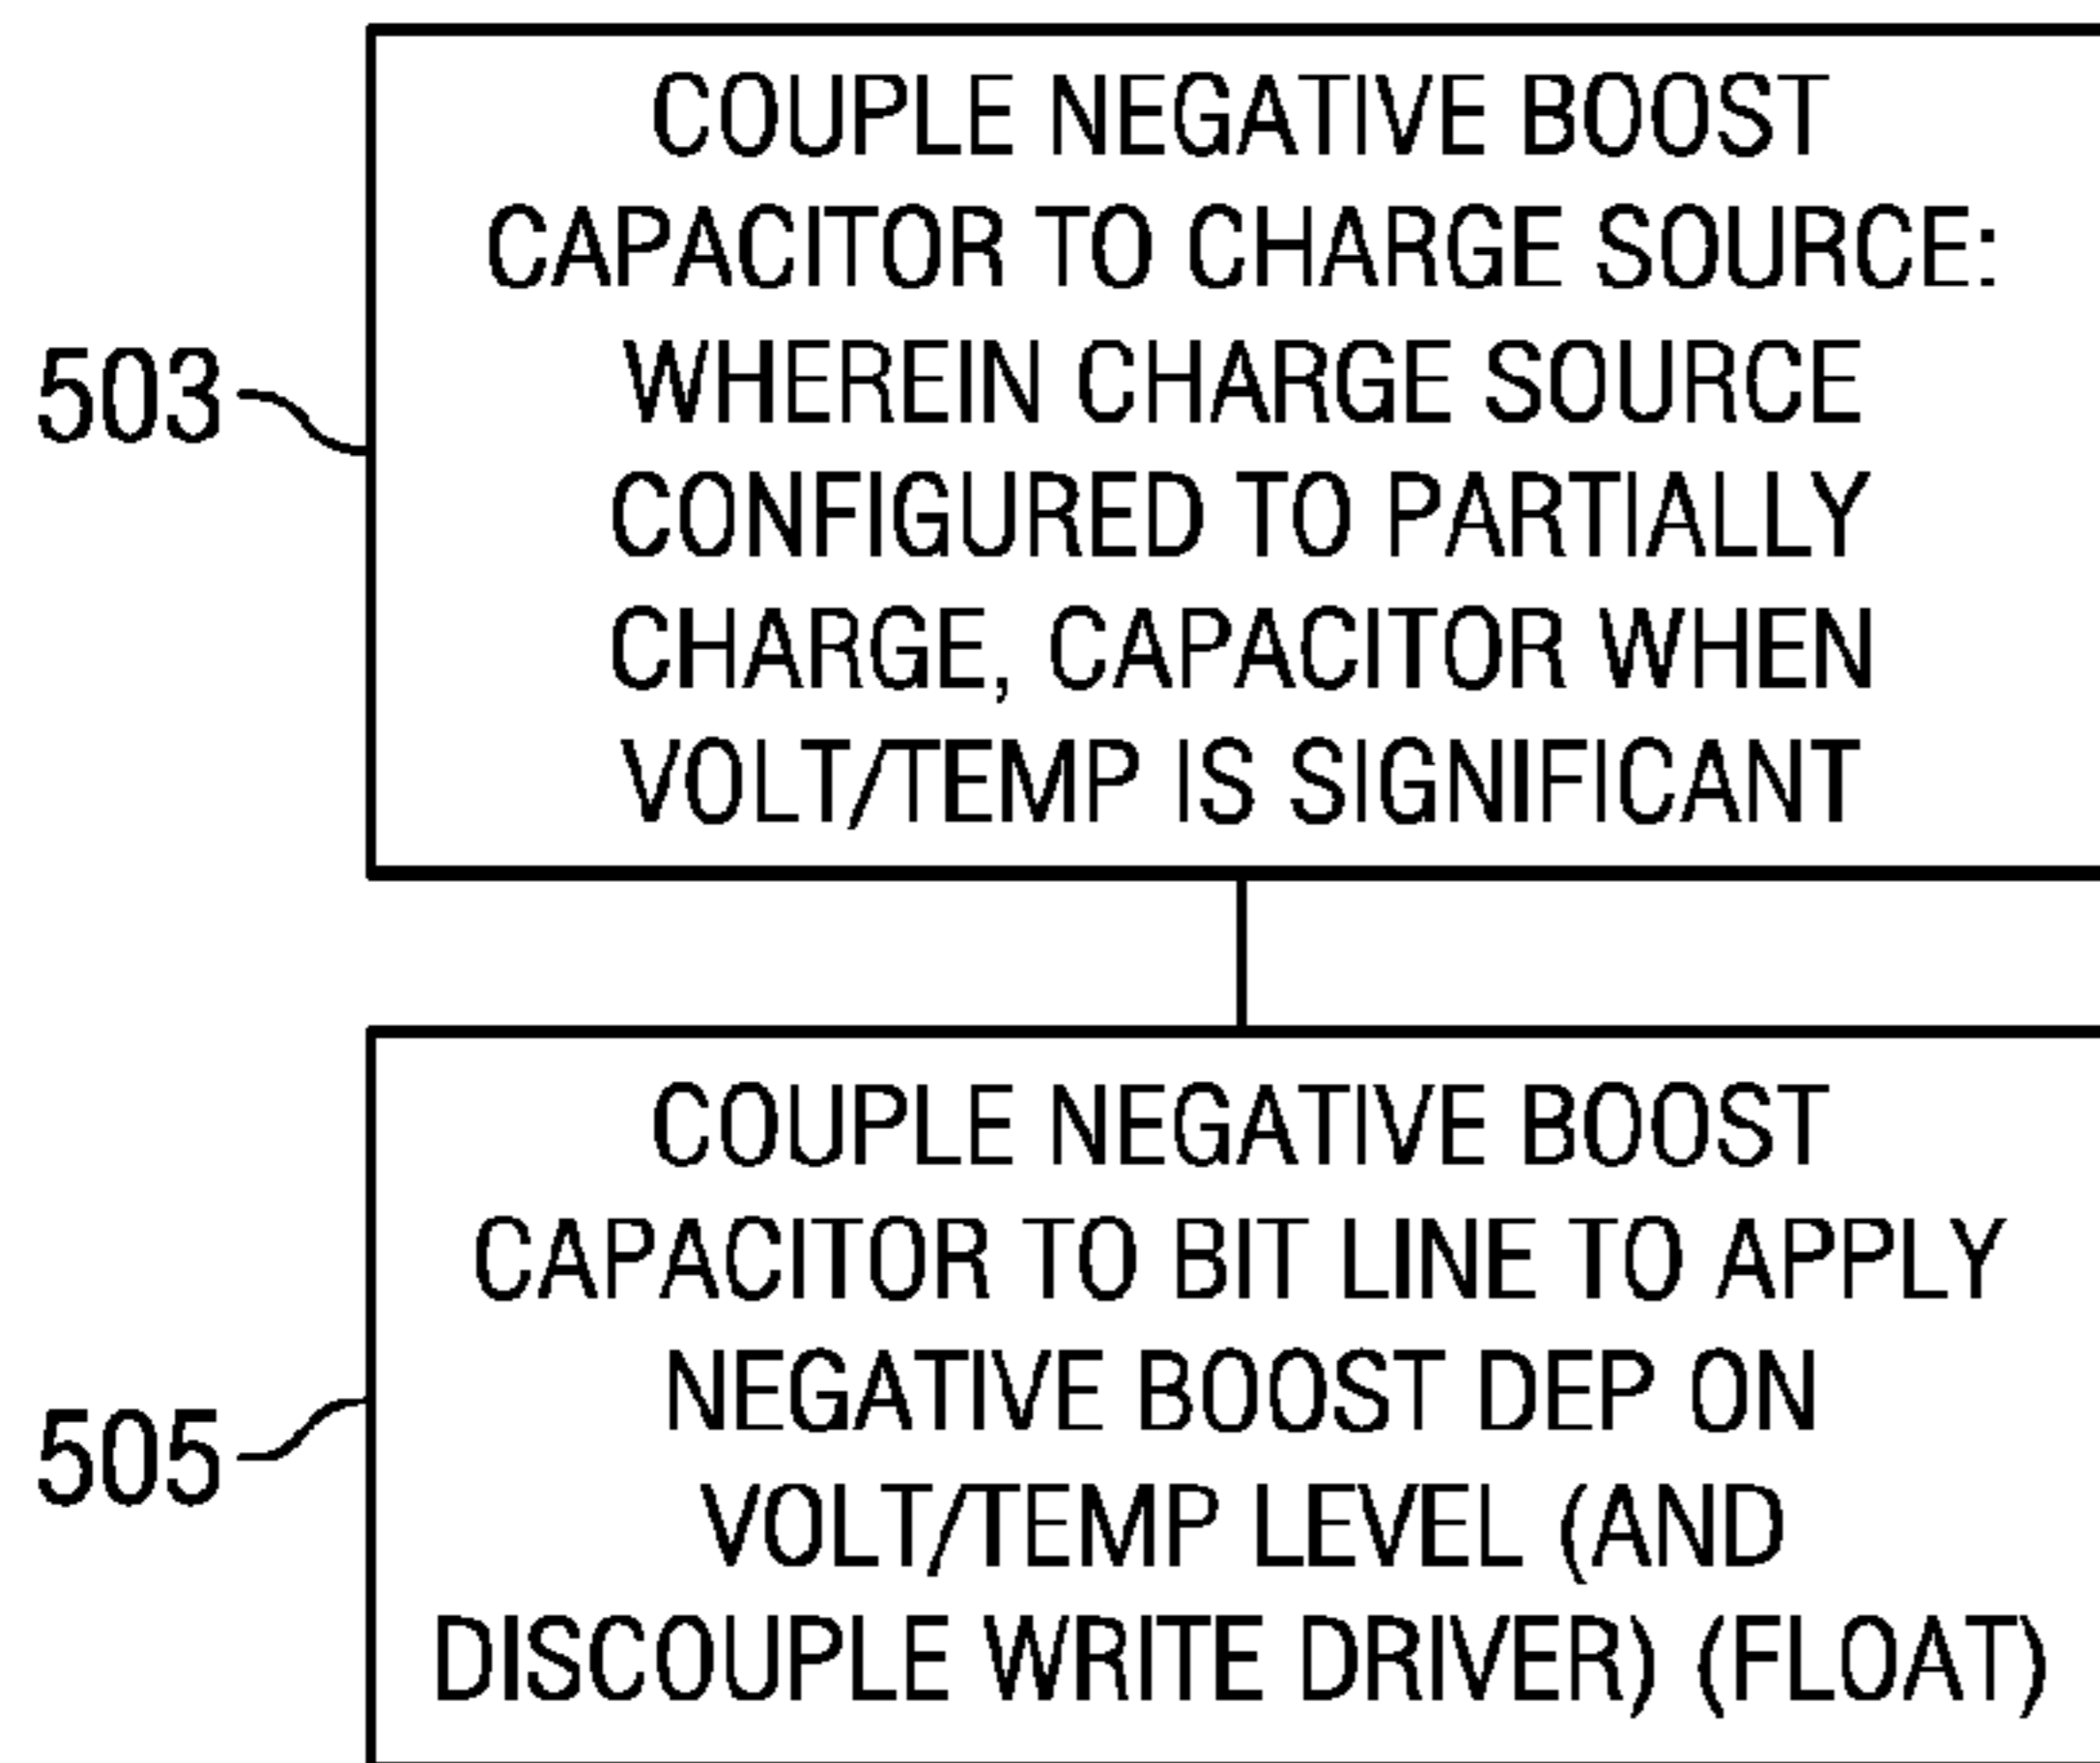 COUPLE NEGATIVE BOOST
CAPACITOR TO CHARGE SOURCE:
WHEREIN CHARGE SOURCE
CONFIGURED TO PARTIALLY
CHARGE, CAPACITOR WHEN
VOLT/TEMP IS SIGNIFICANT
503
COUPLE NEGATIVE BOOST
CAPACITOR TO BIT LINE TO APPLY
NEGATIVE BOOST DEP ON
VOLT/TEMP LEVEL (AND
DISCOUPLE WRITE DRIVER) (FLOAT)
505